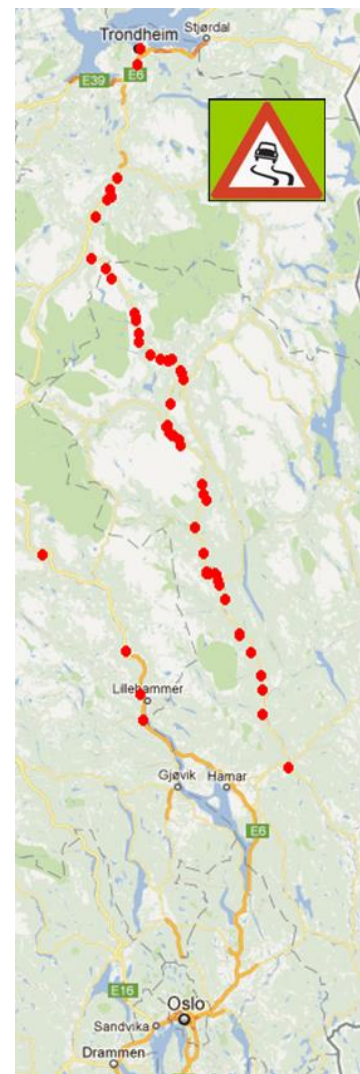 Stjørdal
Trondheim
E39
E6
Lillehammer
Gjøvik
Hamar
E6
E16
Oslo
Sandvika
Drammen